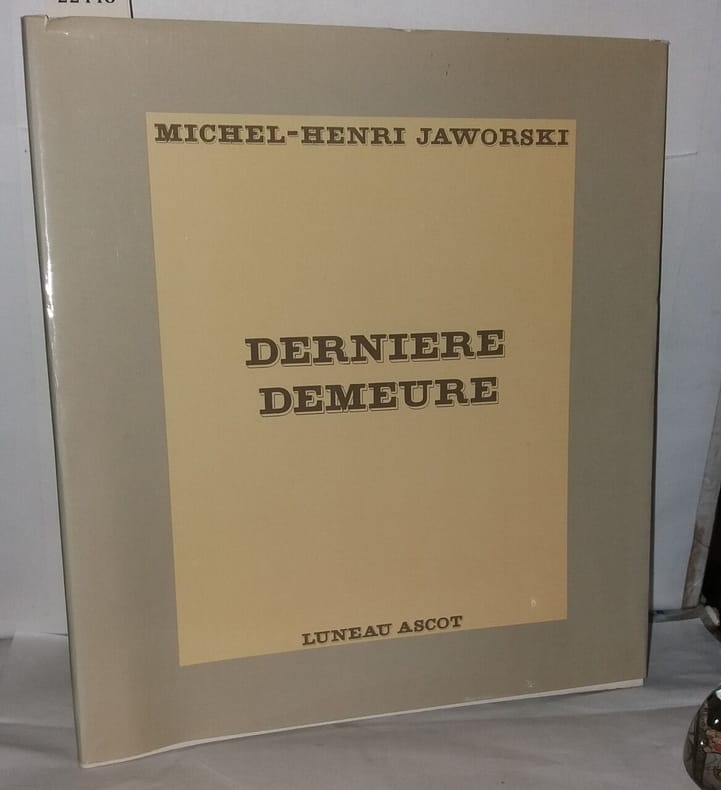 MICHEL-HENRI JAWORSKI
DERNIERE
DEMEURE
LUNEAU ASCOT